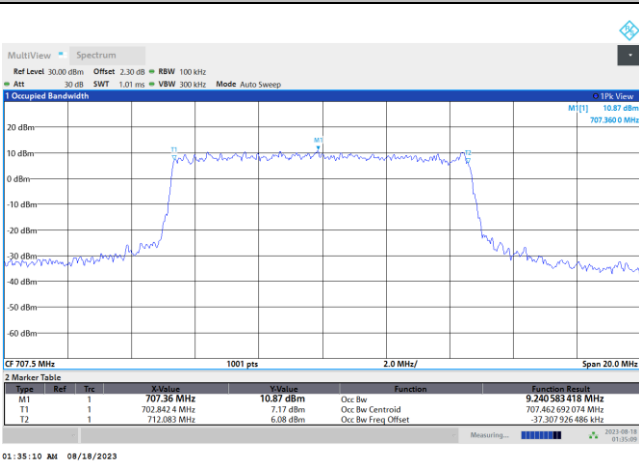 MultiView Spectrum
Ref Level 30.00 dBm Offset 2.30 dB RBW 100 kHz
Att 30 dB SWT 1.01 ms VBW 300 kHz Mode Auto Sweep
1 Occupied Bandwidth 1Pk View
M1[1] 10.87 dBm
707.360 0 MHz
20 dBm
M1
T1 T2
10 dBm
0 dBm
-10 dBm
-20 dBm
-30 dBm
-40 dBm
-50 dBm
-60 dBm
CF 707.5 MHz 1001 pts 2.0 MHz/ Span 20.0 MHz
2 Marker Table
Type Ref Trc X-Value Y-Value Function Function Result
M1 1 707.36 MHz 10.87 dBm Occ Bw 9.240 583 418 MHz
T1 1 702.842 4 MHz 7.17 dBm Occ Bw Centroid 707.462 692 074 MHz
T2 1 712.083 MHz 6.08 dBm Occ Bw Freq Offset -37.307 926 486 kHz
Measuring... 2023-08-18
01:35:09
01:35:10 AM 08/18/2023